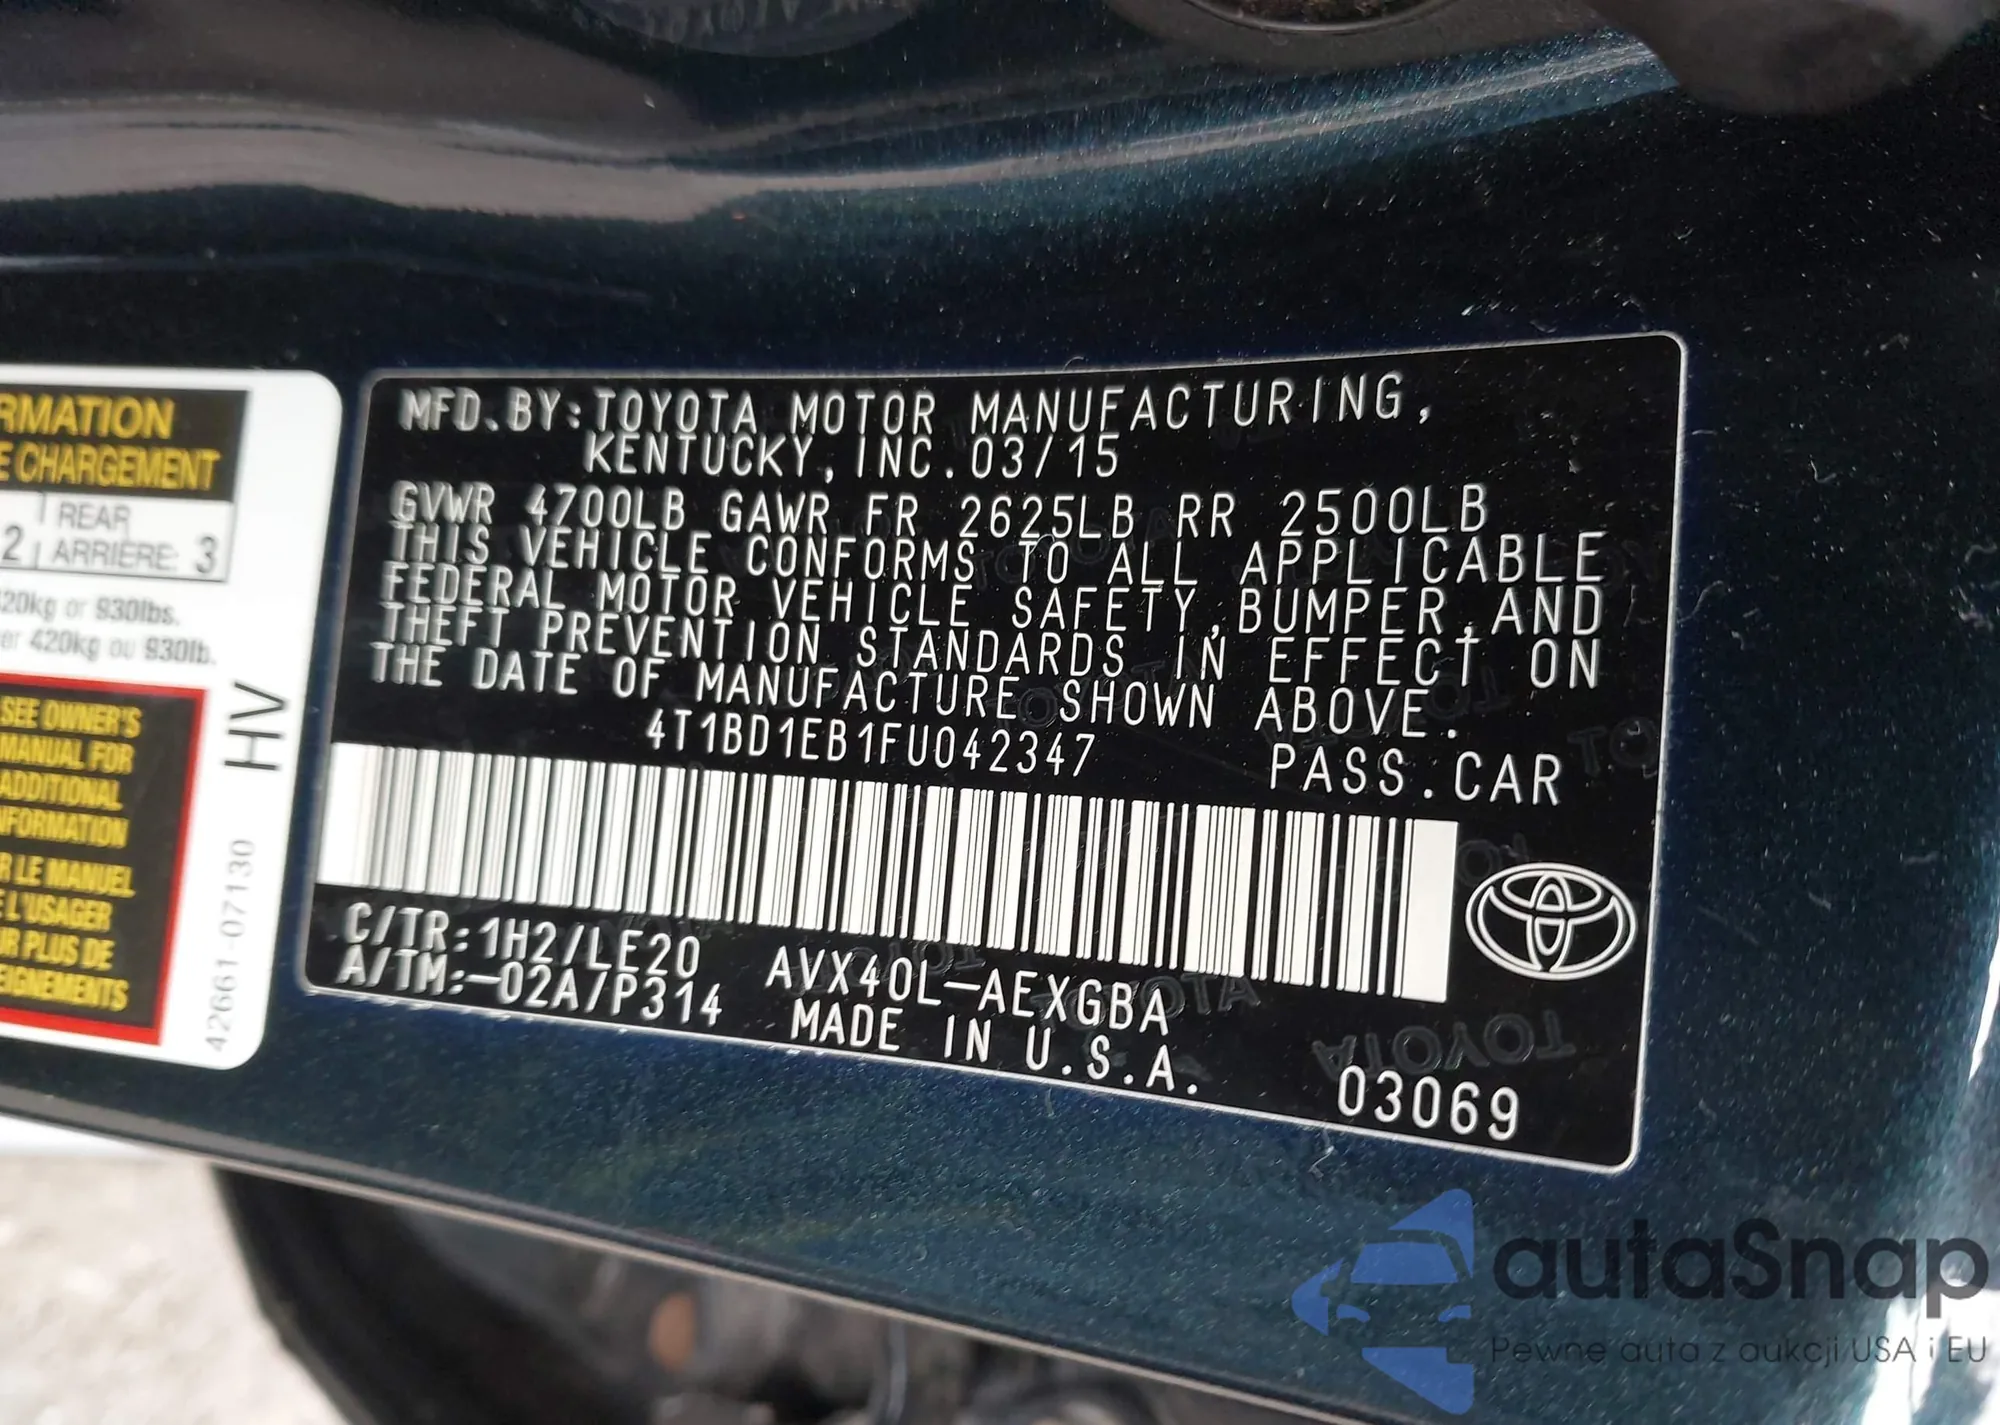 RMATION
E CHARGEMENT
REAR
2 ARRIÈRE: 3
420kg or 930lbs.
er 420kg ou 930lb.
SEE OWNER'S
MANUAL FOR
ADDITIONAL
NFORMATION
R LE MANUEL
E L'USAGER
UR PLUS DE
EIGNEMENTS
HV
42661-07130
MFD.BY:TOYOTA MOTOR MANUFACTURING,
KENTUCKY,INC.03/15
GVWR 4700LB GAWR FR 2625LB RR 2500LB
THIS VEHICLE CONFORMS TO ALL APPLICABLE
FEDERAL MOTOR VEHICLE SAFETY,BUMPER,AND
THEFT PREVENTION STANDARDS IN EFFECT ON
THE DATE OF MANUFACTURE SHOWN ABOVE.
4T1BD1EB1FU042347 PASS.CAR
C/TR:1H2/LE20 AVX40L-AEXGBA
A/TM:-02A/P314 MADE IN U.S.A.
03069
autaSnap
Pewne auta z aukcji USA i EU